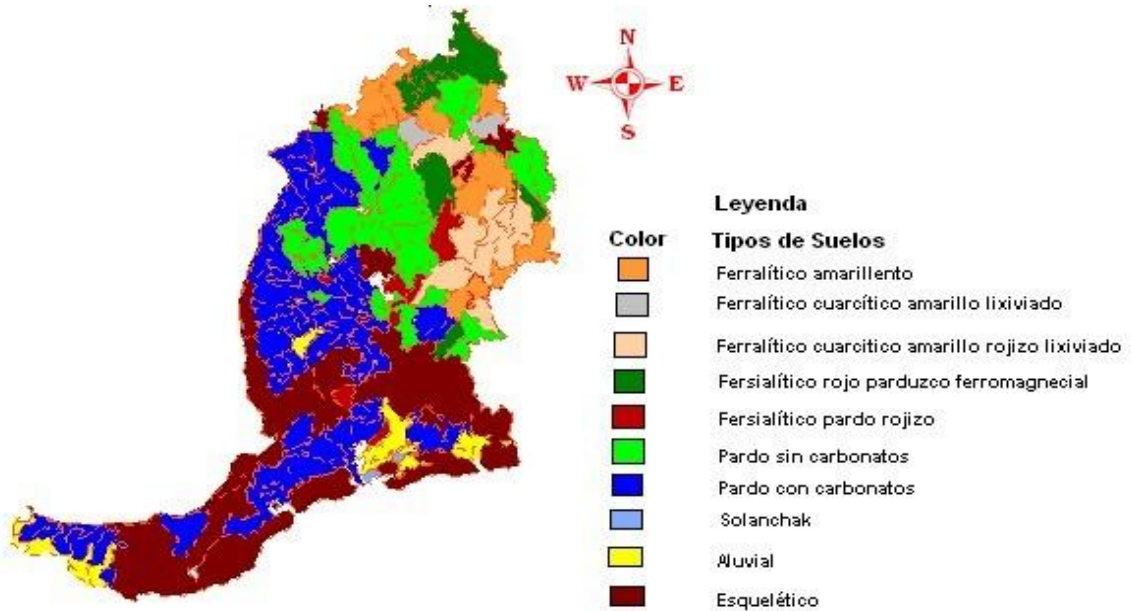 N
W E
S
Leyenda
Color Tipos de Suelos
Ferralítico amarillento
Ferralítico cuarcítico amarillo lixiviado
Ferralítico cuarcitico amarillo rojizo lixiviado
Fersialítico rojo parduzco ferromagnecial
Fersialítico pardo rojizo
Pardo sin carbonatos
Pardo con carbonatos
Solanchak
Aluvial
Esquelético